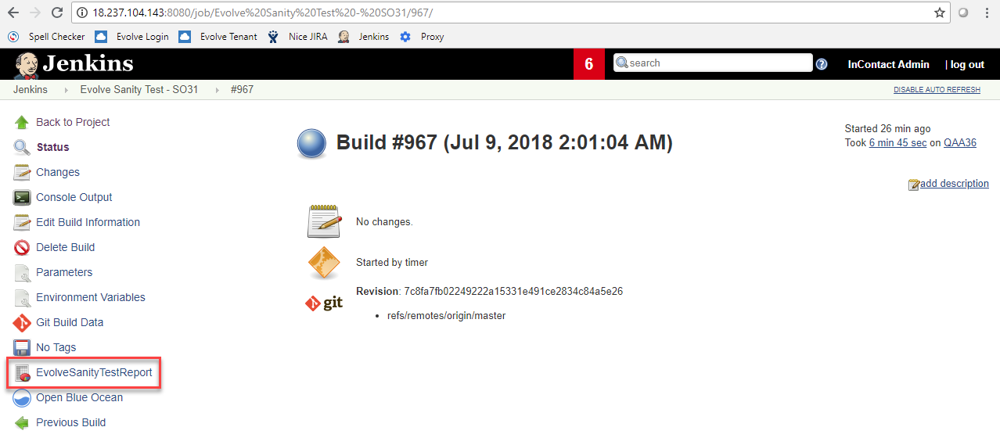 18.237.104.143:8080/job/Evolve%20Sanity%20Test%20-%20SO31/967/
Spell Checker Evolve Login Evolve Tenant Nice JIRA Jenkins Proxy
Jenkins 6 search ? InContact Admin | log out
Jenkins Evolve Sanity Test - SO31 #967 DISABLE AUTO REFRESH
Back to Project
Status
Changes
Console Output
Edit Build Information
Delete Build
Parameters
Environment Variables
Git Build Data
No Tags
EvolveSanityTestReport
Open Blue Ocean
Previous Build
Build #967 (Jul 9, 2018 2:01:04 AM)
Started 26 min ago
Took 6 min 45 sec on QAA36
add description
No changes.
Started by timer
git Revision: 7c8fa7fb02249222a15331e491ce2834c84a5e26
• refs/remotes/origin/master